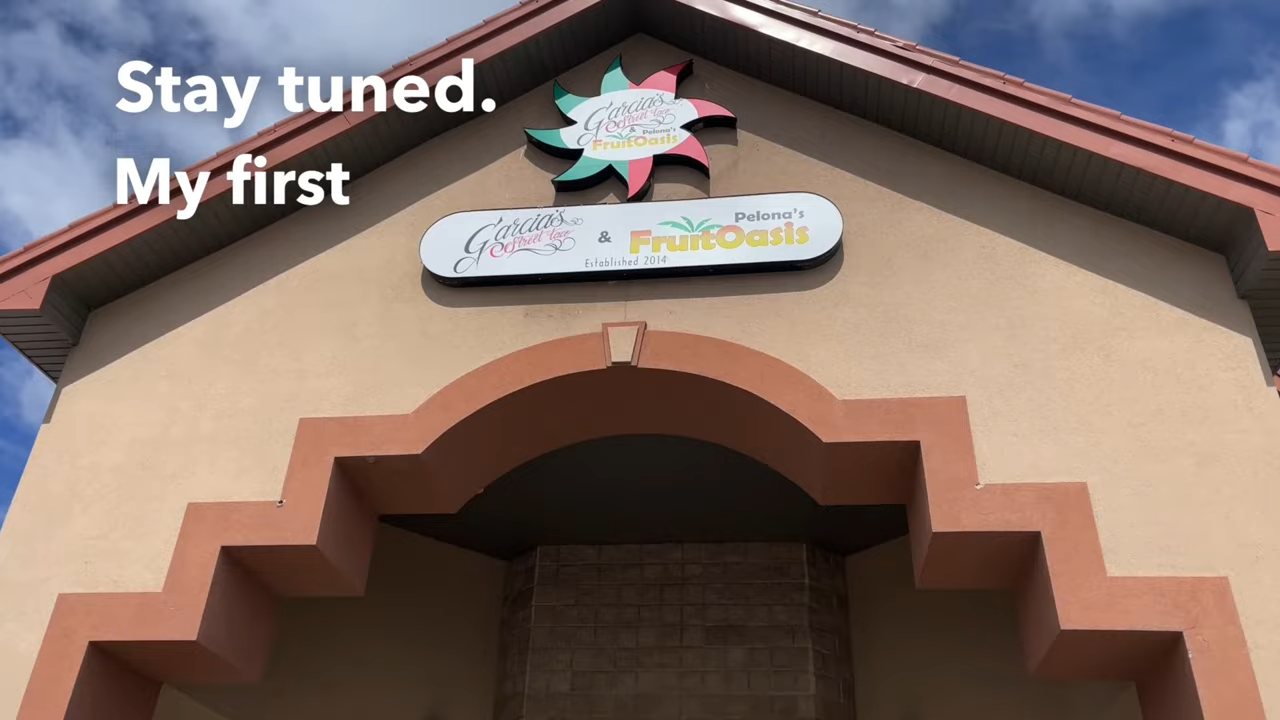 Stay tuned.
My first
Garcia's
Street Taco
&
Pelona's
FruitOasis
Garcia's
Street Taco
&
Pelona's
FruitOasis
Established 2014